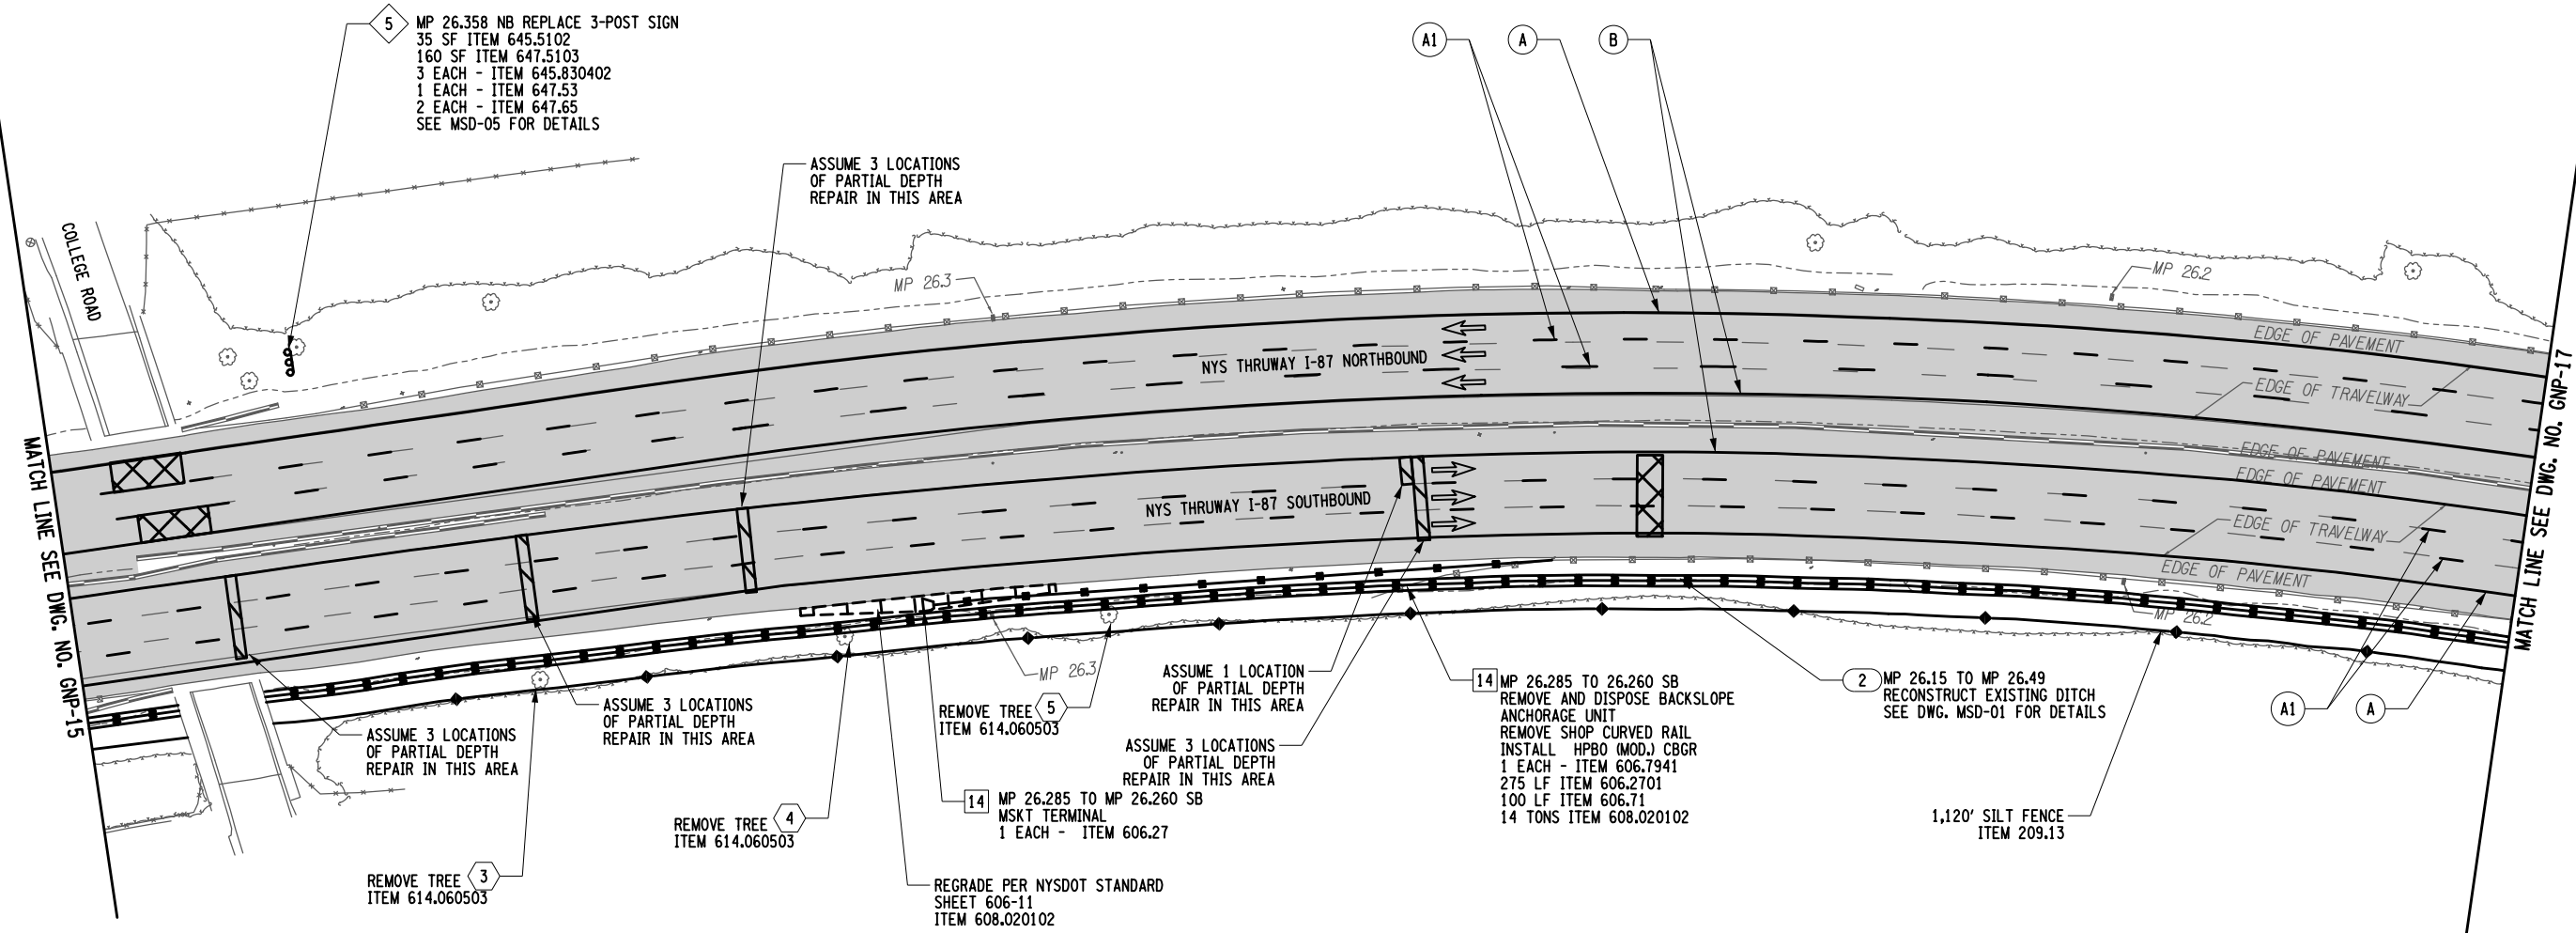 5
MP 26.358 NB REPLACE 3-POST SIGN
35 SF ITEM 645.5102
160 SF ITEM 647.5103
3 EACH - ITEM 645.830402
1 EACH - ITEM 647.53
2 EACH - ITEM 647.65
SEE MSD-05 FOR DETAILS
A1
A
B
ASSUME 3 LOCATIONS
OF PARTIAL DEPTH
REPAIR IN THIS AREA
COLLEGE ROAD
MP 26.3
MP 26.2
NYS THRUWAY I-87 NORTHBOUND
EDGE OF PAVEMENT
EDGE OF TRAVELWAY
EDGE OF PAVEMENT
EDGE OF PAVEMENT
NYS THRUWAY I-87 SOUTHBOUND
EDGE OF TRAVELWAY
EDGE OF PAVEMENT
MATCH LINE SEE DWG. NO. GNP-15
MATCH LINE SEE DWG. NO. GNP-17
MP 26.2
MP 26.3
ASSUME 3 LOCATIONS
OF PARTIAL DEPTH
REPAIR IN THIS AREA
ASSUME 3 LOCATIONS
OF PARTIAL DEPTH
REPAIR IN THIS AREA
REMOVE TREE 5
ITEM 614.060503
ASSUME 1 LOCATION
OF PARTIAL DEPTH
REPAIR IN THIS AREA
ASSUME 3 LOCATIONS
OF PARTIAL DEPTH
REPAIR IN THIS AREA
14
MP 26.285 TO 26.260 SB
REMOVE AND DISPOSE BACKSLOPE
ANCHORAGE UNIT
REMOVE SHOP CURVED RAIL
INSTALL HPBO (MOD.) CBGR
1 EACH - ITEM 606.7941
275 LF ITEM 606.2701
100 LF ITEM 606.71
14 TONS ITEM 608.020102
2
MP 26.15 TO MP 26.49
RECONSTRUCT EXISTING DITCH
SEE DWG. MSD-01 FOR DETAILS
A1
A
14
MP 26.285 TO MP 26.260 SB
MSKT TERMINAL
1 EACH - ITEM 606.27
REMOVE TREE 4
ITEM 614.060503
1,120' SILT FENCE
ITEM 209.13
REMOVE TREE 3
ITEM 614.060503
REGRADE PER NYSDOT STANDARD
SHEET 606-11
ITEM 608.020102